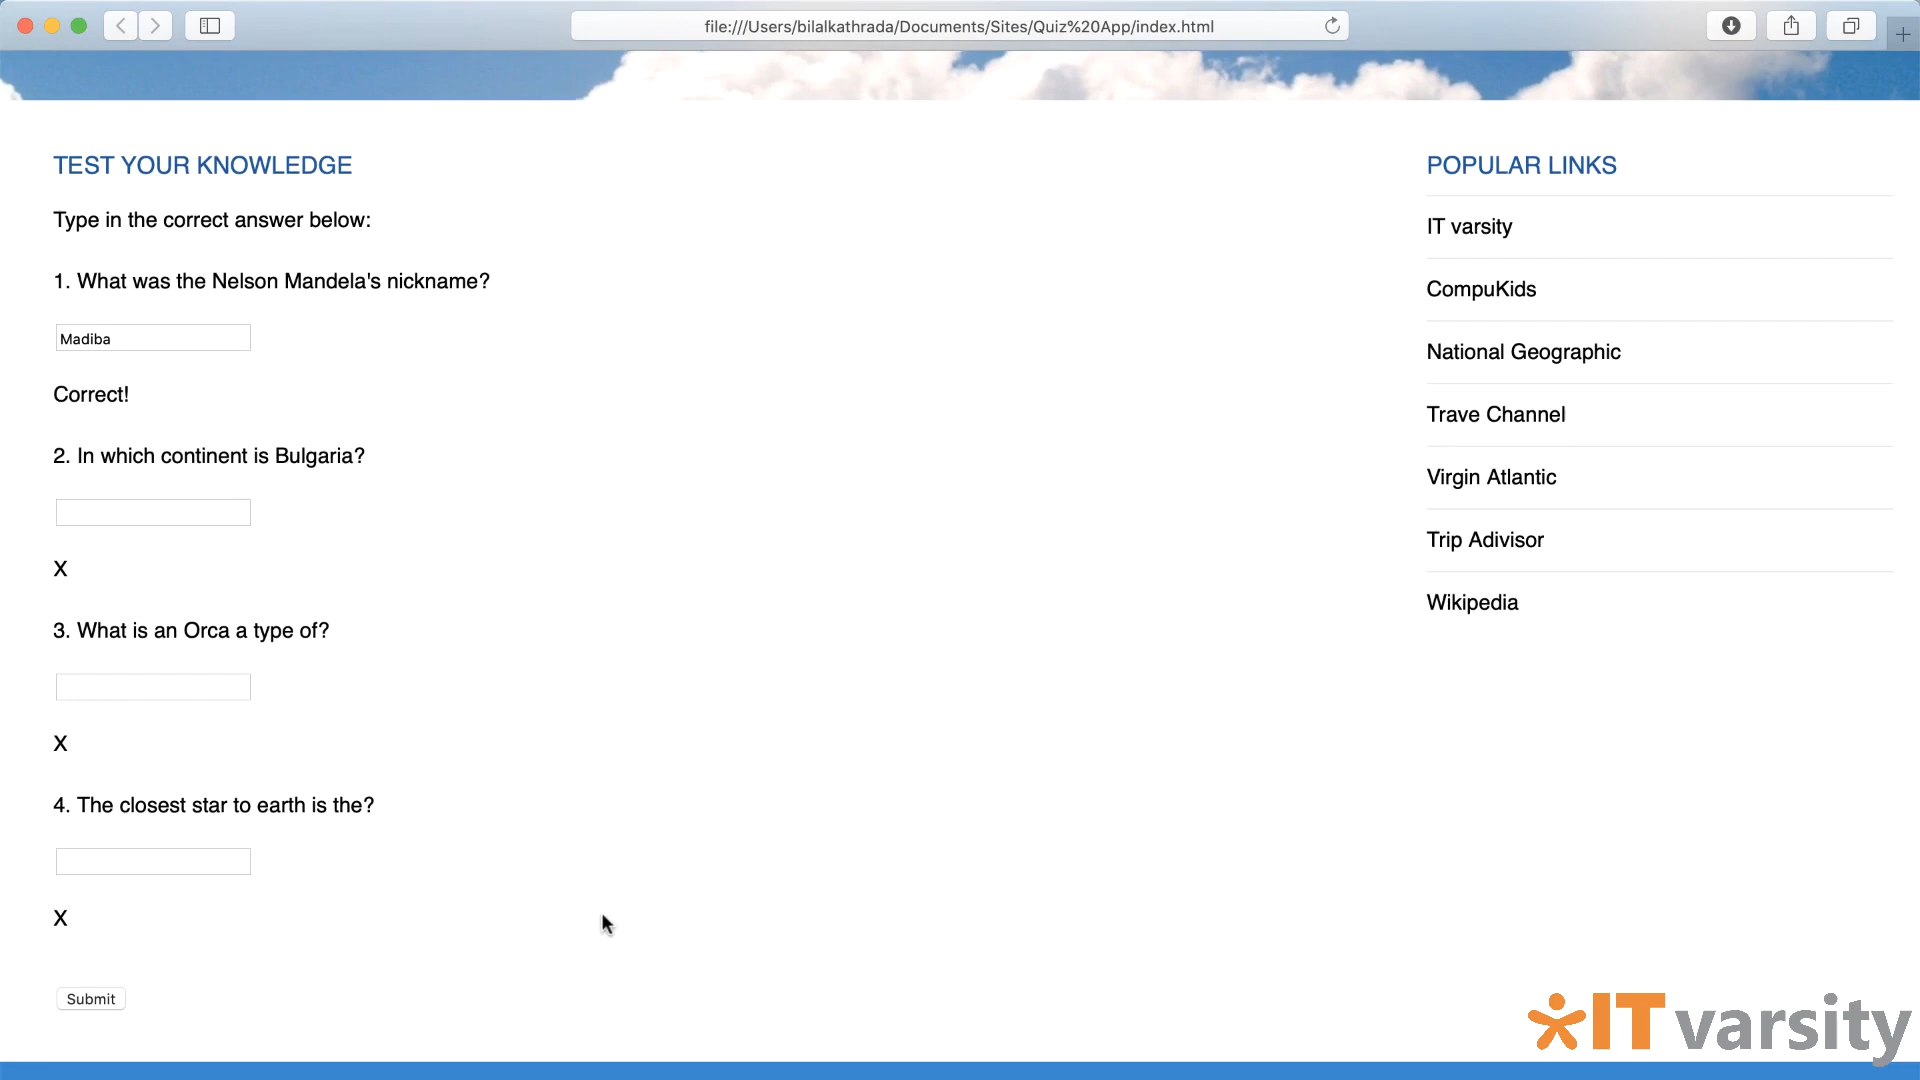 file:///Users/bilalkathrada/Documents/Sites/Quiz%20App/index.html
TEST YOUR KNOWLEDGE
Type in the correct answer below:
1. What was the Nelson Mandela's nickname?
Madiba
Correct!
2. In which continent is Bulgaria?
X
3. What is an Orca a type of?
X
4. The closest star to earth is the?
X
Submit
POPULAR LINKS
IT varsity
CompuKids
National Geographic
Trave Channel
Virgin Atlantic
Trip Adivisor
Wikipedia
IT varsity